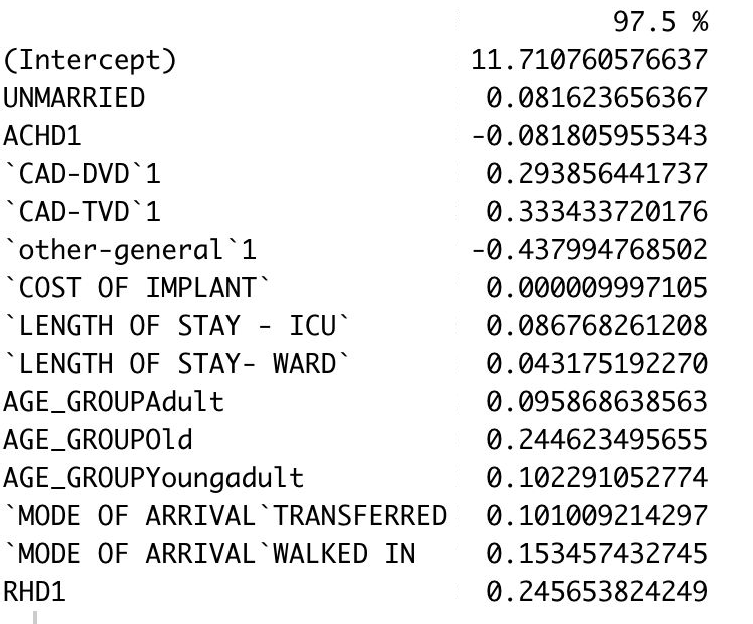 97.5 %
(Intercept) 11.710760576637
UNMARRIED 0.081623656367
ACHD1 -0.081805955343
`CAD-DVD`1 0.293856441737
`CAD-TVD`1 0.333433720176
`other-general`1 -0.437994768502
`COST OF IMPLANT` 0.000009997105
`LENGTH OF STAY - ICU` 0.086768261208
`LENGTH OF STAY- WARD` 0.043175192270
AGE_GROUPAdult 0.095868638563
AGE_GROUPOld 0.244623495655
AGE_GROUPYoungadult 0.102291052774
`MODE OF ARRIVAL`TRANSFERRED 0.101009214297
`MODE OF ARRIVAL`WALKED IN 0.153457432745
RHD1 0.245653824249